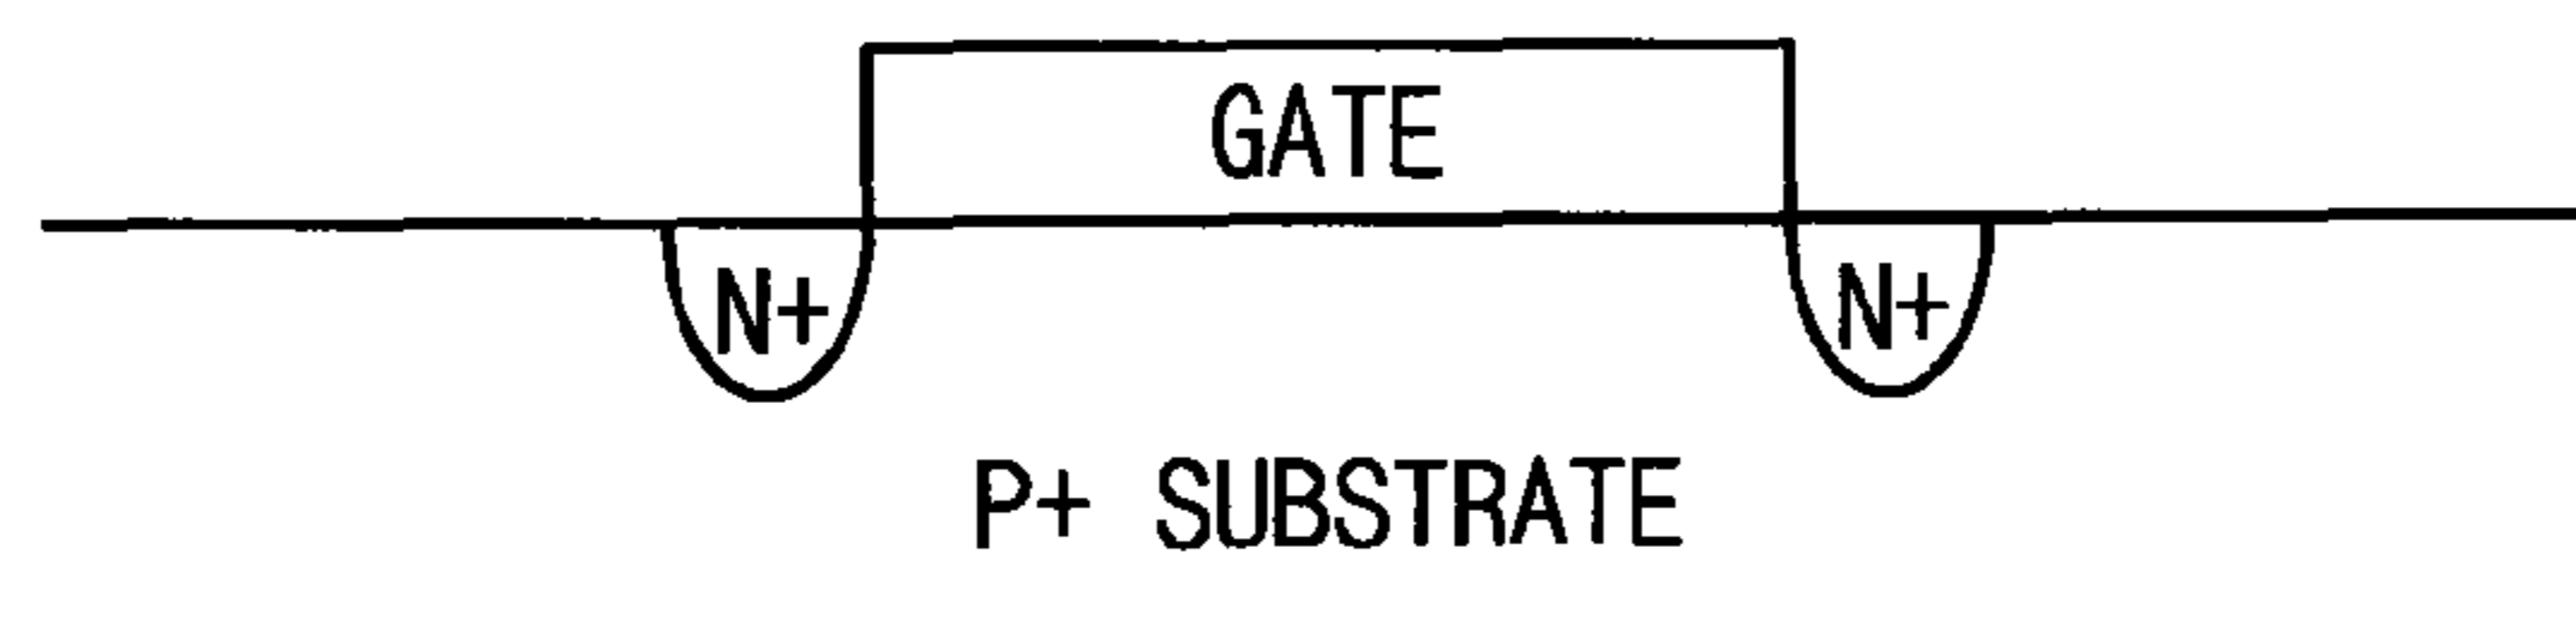 GATE
N+ N+
P+ SUBSTRATE